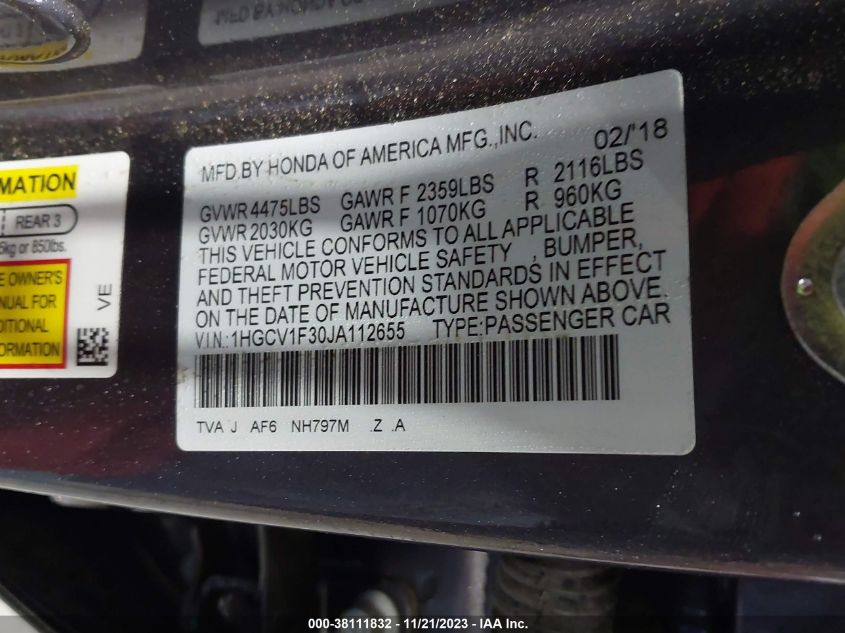 MFD.BY HONDA OF AMERICA MFG.,INC. 02/'18
GVWR 4475LBS GAWR F 2359LBS R 2116LBS
GVWR 2030KG GAWR F 1070KG R 960KG
THIS VEHICLE CONFORMS TO ALL APPLICABLE
FEDERAL MOTOR VEHICLE SAFETY , BUMPER,
AND THEFT PREVENTION STANDARDS IN EFFECT
ON THE DATE OF MANUFACTURE SHOWN ABOVE.
V.I.N.: 1HGCV1F30JA112655 TYPE:PASSENGER CAR
TVA J AF6 NH797M .Z .A
MATION
REAR 3
5kg or 850lbs.
E OWNER'S
NUAL FOR
DITIONAL
ORMATION
VE
000-38111832 - 11/21/2023 - IAA Inc.